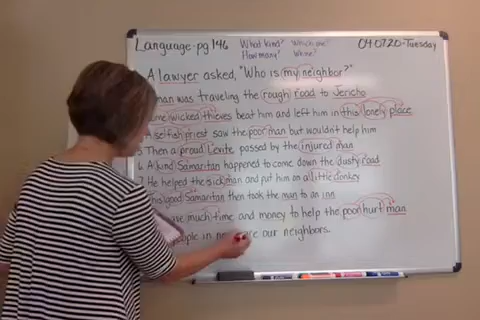 Language-pg 146 What kind? Which one? 040720-Tuesday
How many? Whose?
A lawyer asked, "Who is my neighbor?"
man was traveling the rough road to Jericho
wicked thieves beat him and left him in this lonely place
A selfish priest saw the poor man but wouldn't help him
Then a proud Levite passed by the injured man
A kind Samaritan happened to come down the dusty road
He helped the sick man and put him on a little donkey
This good Samaritan then took the man to an inn
much time and money to help the poor hurt man
people in are our neighbors.